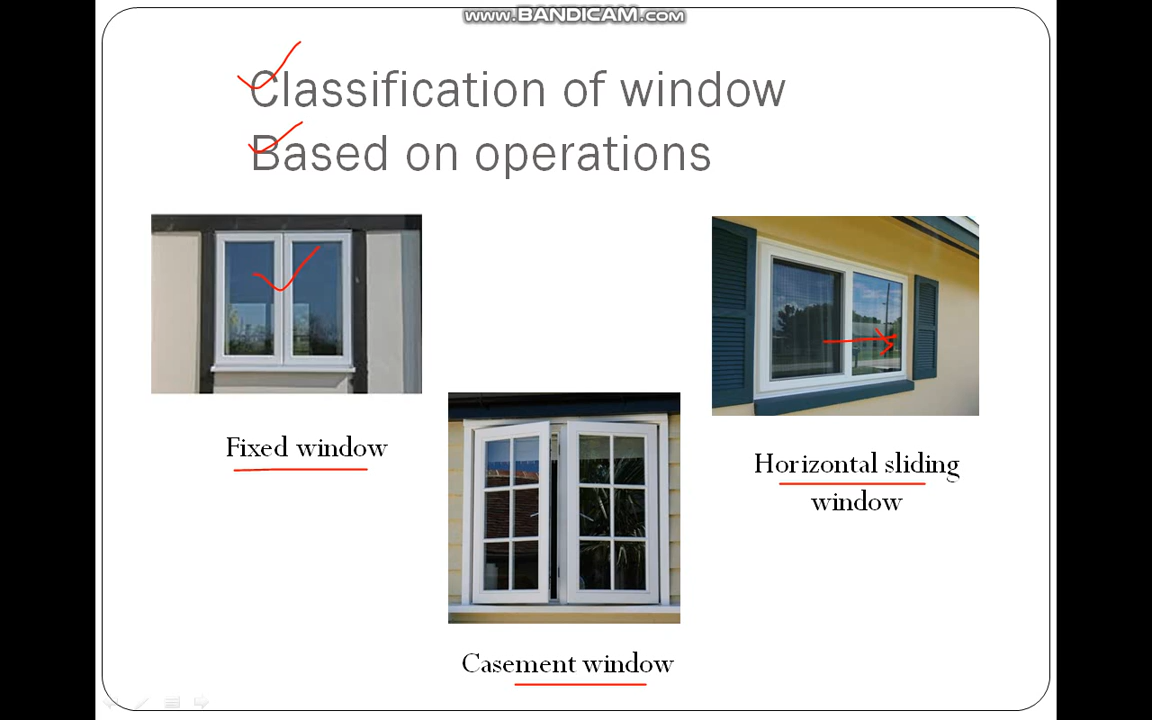 www.BANDICAM.com
Classification of window
Based on operations
Fixed window
Horizontal sliding
window
Casement window